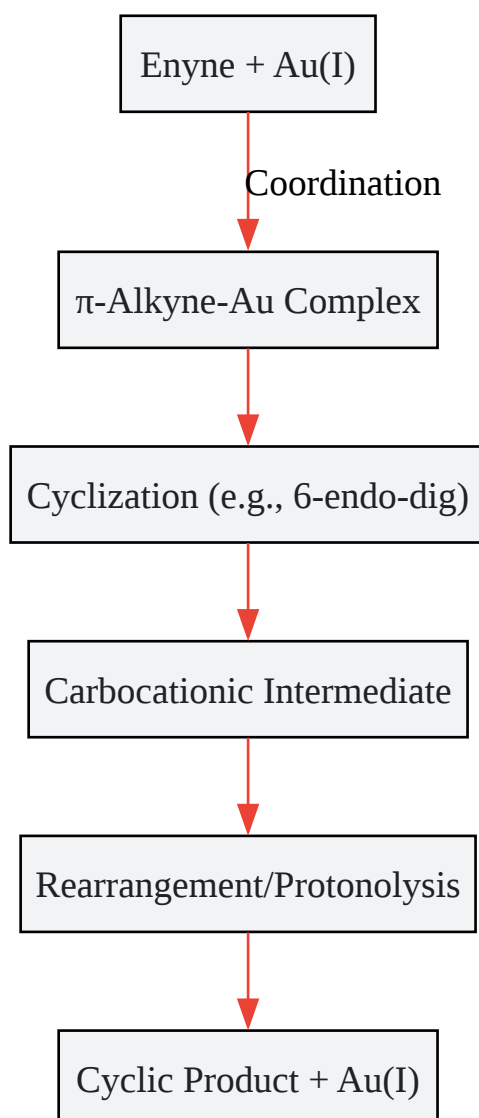 Enyne + Au(I)
Coordination
π-Alkyne-Au Complex
Cyclization (e.g., 6-endo-dig)
Carbocationic Intermediate
Rearrangement/Protonolysis
Cyclic Product + Au(I)